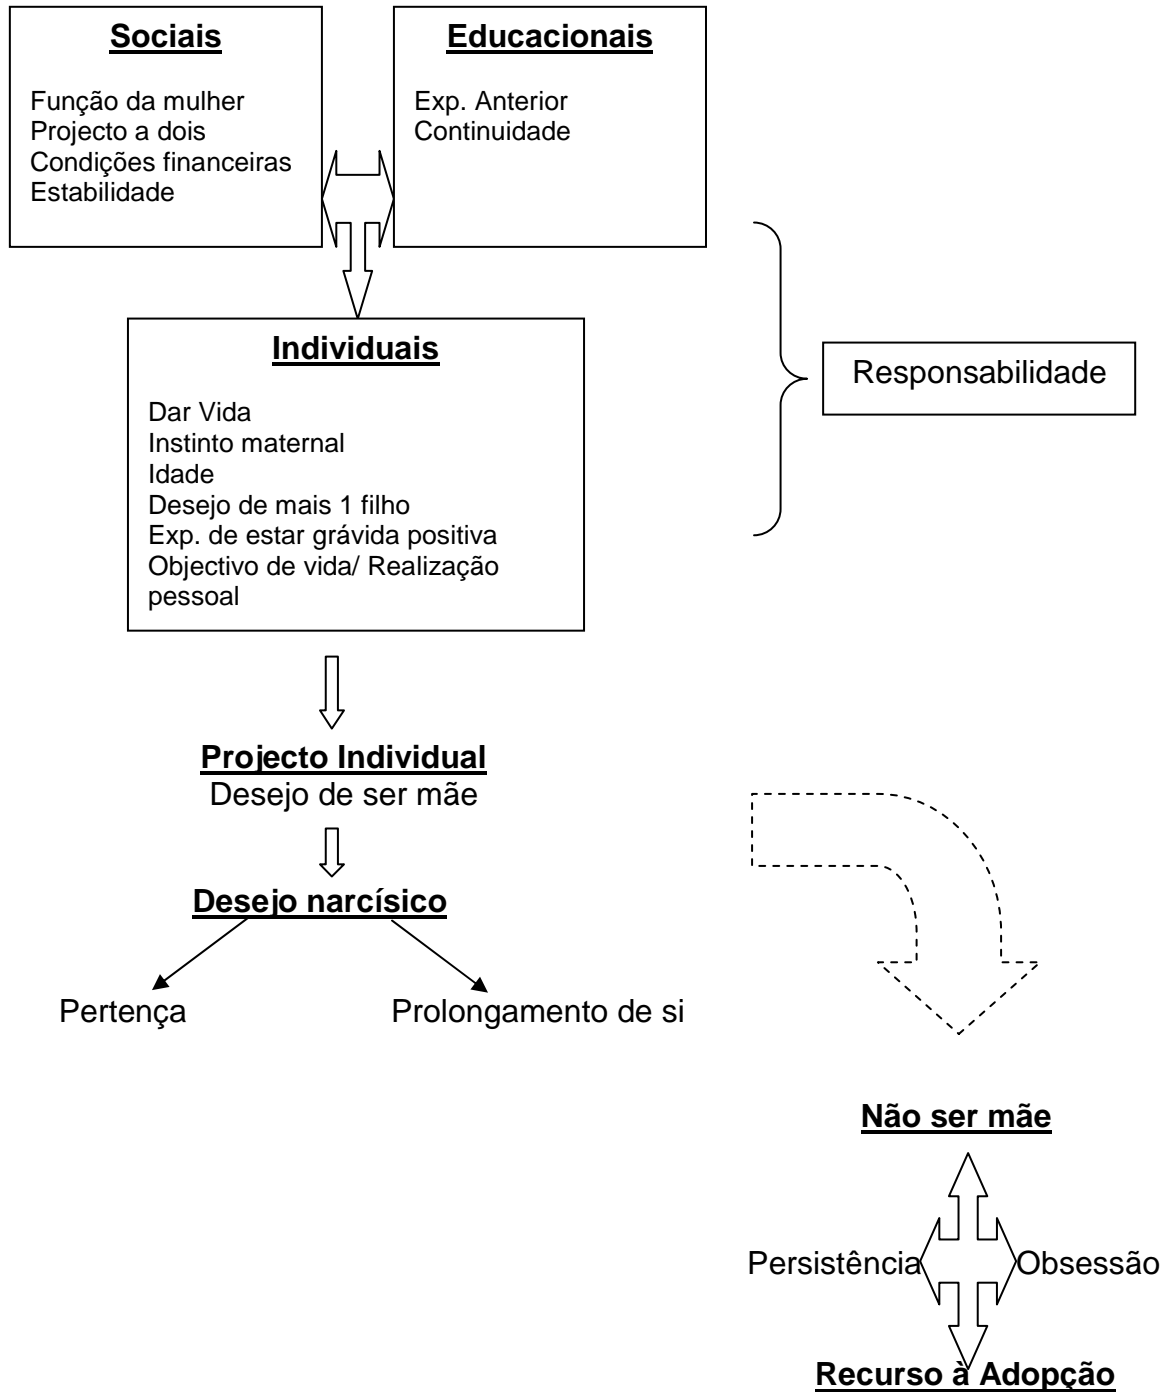 Sociais
Função da mulher
Projecto a dois
Condições financeiras
Estabilidade
Educacionais
Exp. Anterior
Continuidade
Individuais
Dar Vida
Instinto maternal
Idade
Desejo de mais 1 filho
Exp. de estar grávida positiva
Objectivo de vida/ Realização
pessoal
Responsabilidade
Projecto Individual
Desejo de ser mãe
Desejo narcísico
Pertença
Prolongamento de si
Não ser mãe
Persistência
Obsessão
Recurso à Adopção